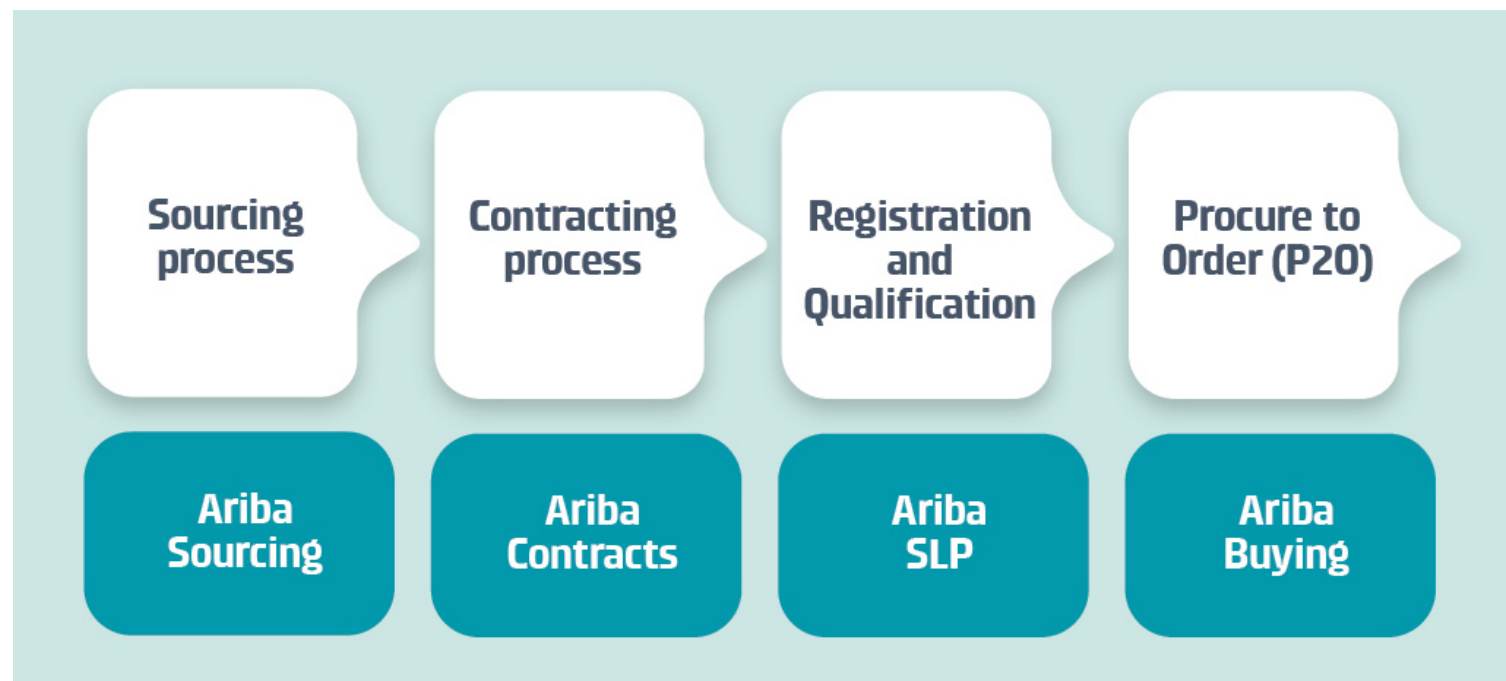 Sourcing
process
Contracting
process
Registration
and
Qualification
Procure to
Order (P2O)
Ariba
Sourcing
Ariba
Contracts
Ariba
SLP
Ariba
Buying